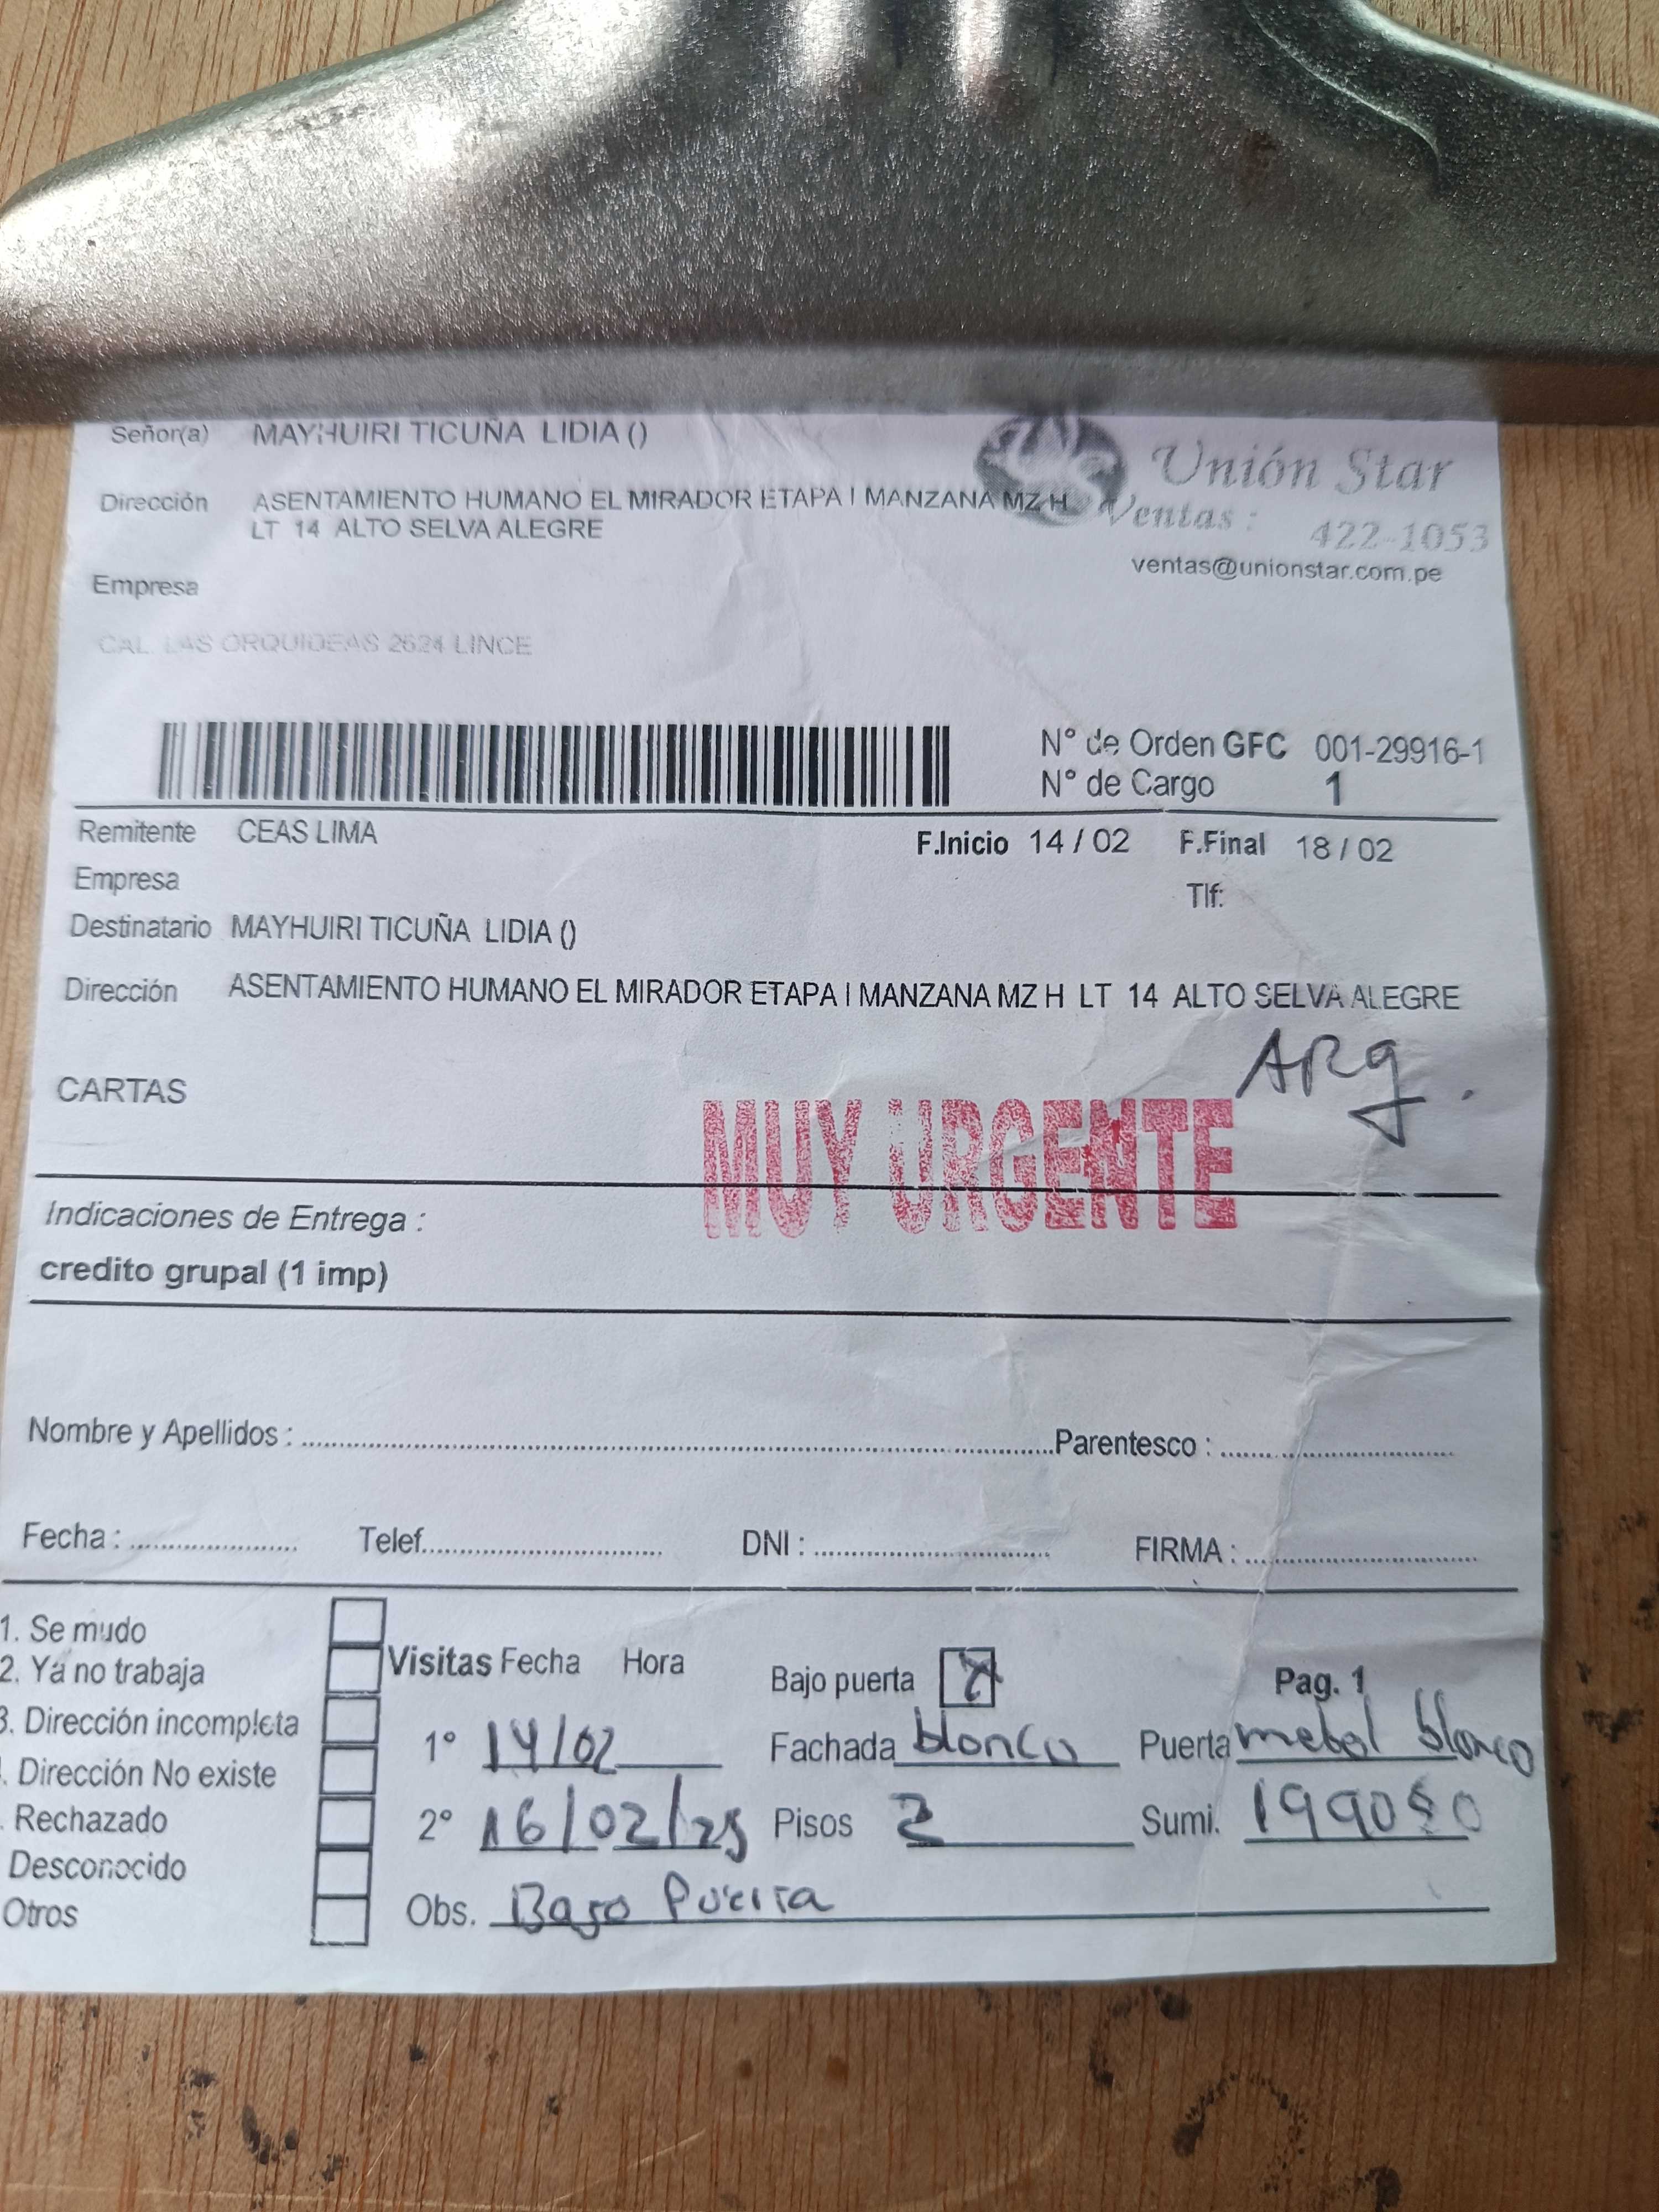 Señor(a) MAYHUIRI TICUÑA LIDIA ()
Unión Star
Dirección ASENTAMIENTO HUMANO EL MIRADOR ETAPA I MANZANA MZ H
LT 14 ALTO SELVA ALEGRE
Ventas : 422-1053
ventas@unionstar.com.pe
Empresa
CAL. LAS ORQUIDEAS 2624 LINCE
N° de Orden GFC 001-29916-1
N° de Cargo 1
Remitente CEAS LIMA F.Inicio 14 / 02 F.Final 18 / 02
Empresa Tlf:
Destinatario MAYHUIRI TICUÑA LIDIA ()
Dirección ASENTAMIENTO HUMANO EL MIRADOR ETAPA I MANZANA MZ H LT 14 ALTO SELVA ALEGRE
ARq.
CARTAS
MUY URGENTE
Indicaciones de Entrega :
credito grupal (1 imp)
Nombre y Apellidos : Parentesco :
Fecha : Telef. DNI : FIRMA :
1. Se mudo
2. Ya no trabaja
3. Dirección incompleta
. Dirección No existe
. Rechazado
Desconocido
Otros
Visitas Fecha Hora Bajo puerta X Pag. 1
1° 14/02 Fachada blanco Puerta metal blanco
2° 16/02/25 Pisos 2 Sumi.
Obs. Bajo Puerta